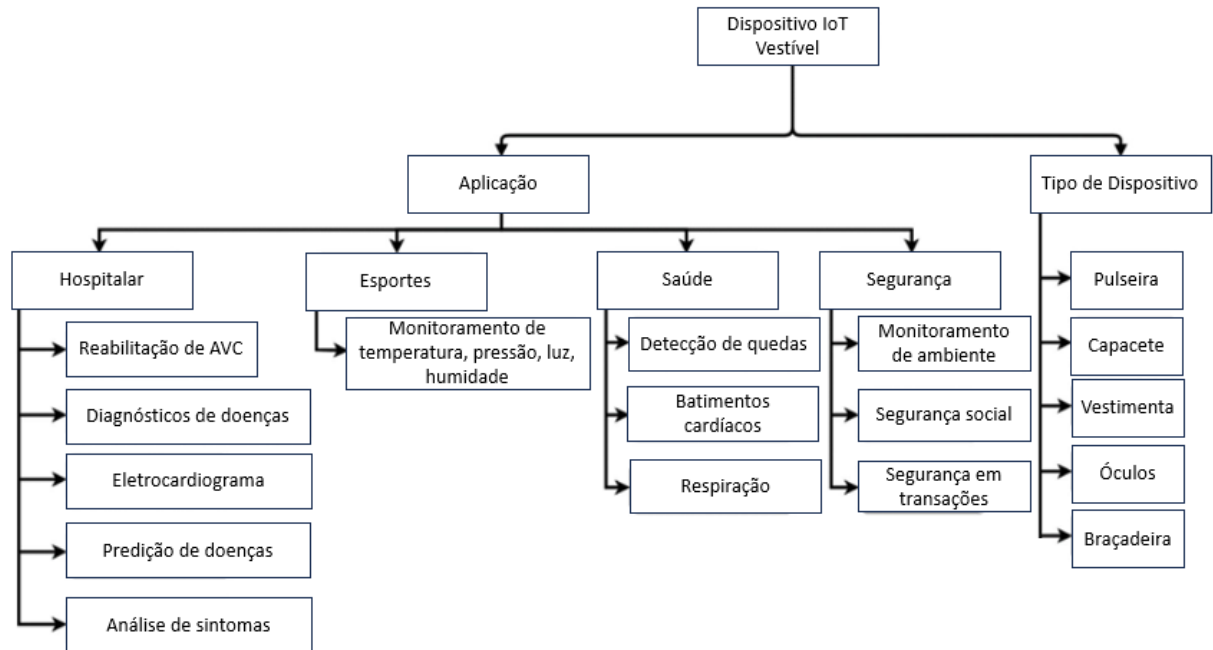 Dispositivo IoT
Vestível
Aplicação
Tipo de Dispositivo
Hospitalar
Esportes
Saúde
Segurança
Reabilitação de AVC
Diagnósticos de doenças
Eletrocardiograma
Predição de doenças
Análise de sintomas
Monitoramento de
temperatura, pressão, luz,
humidade
Detecção de quedas
Batimentos
cardíacos
Respiração
Monitoramento
de ambiente
Segurança social
Segurança em
transações
Pulseira
Capacete
Vestimenta
Óculos
Braçadeira